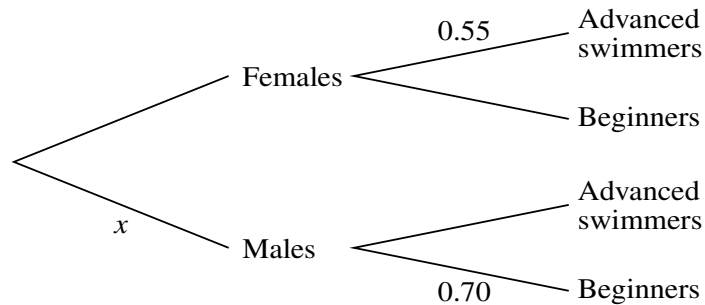 0.55
Advanced
swimmers
Females
Beginners
x
Advanced
swimmers
Males
0.70
Beginners